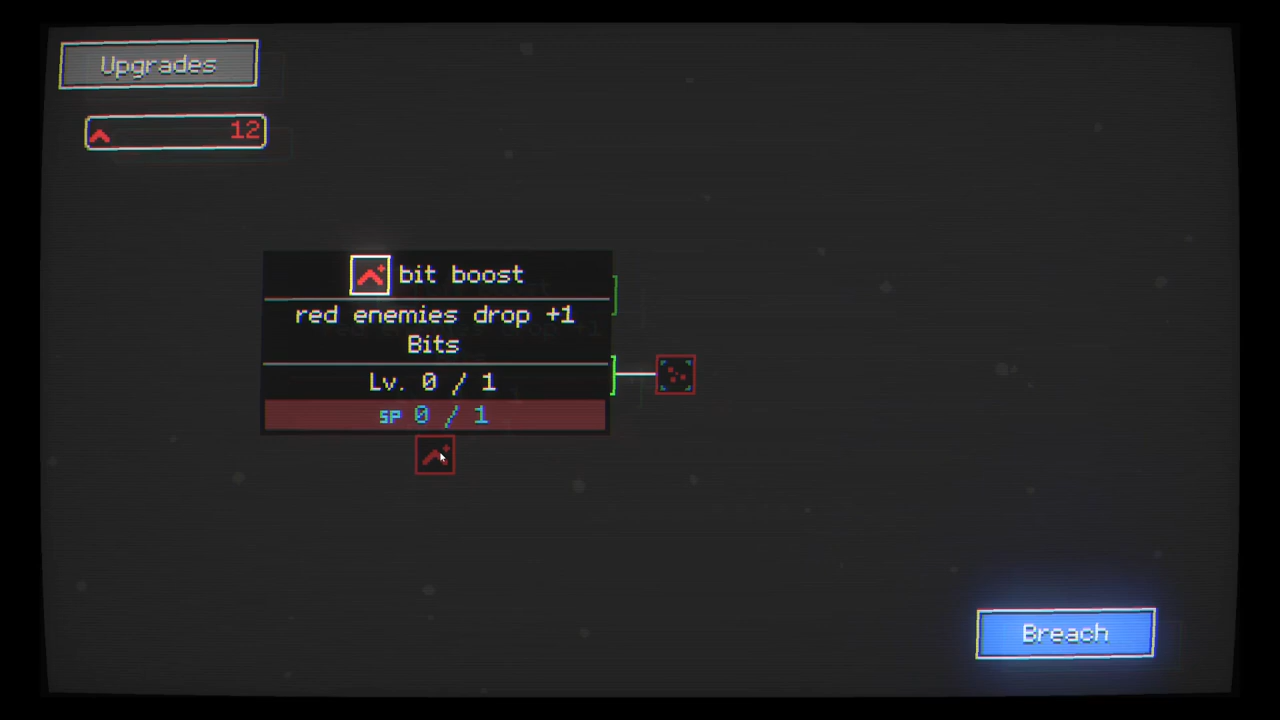 Upgrades
12
bit boost
red enemies drop +1
Bits
Lv. 0 / 1
SP 0 / 1
Breach